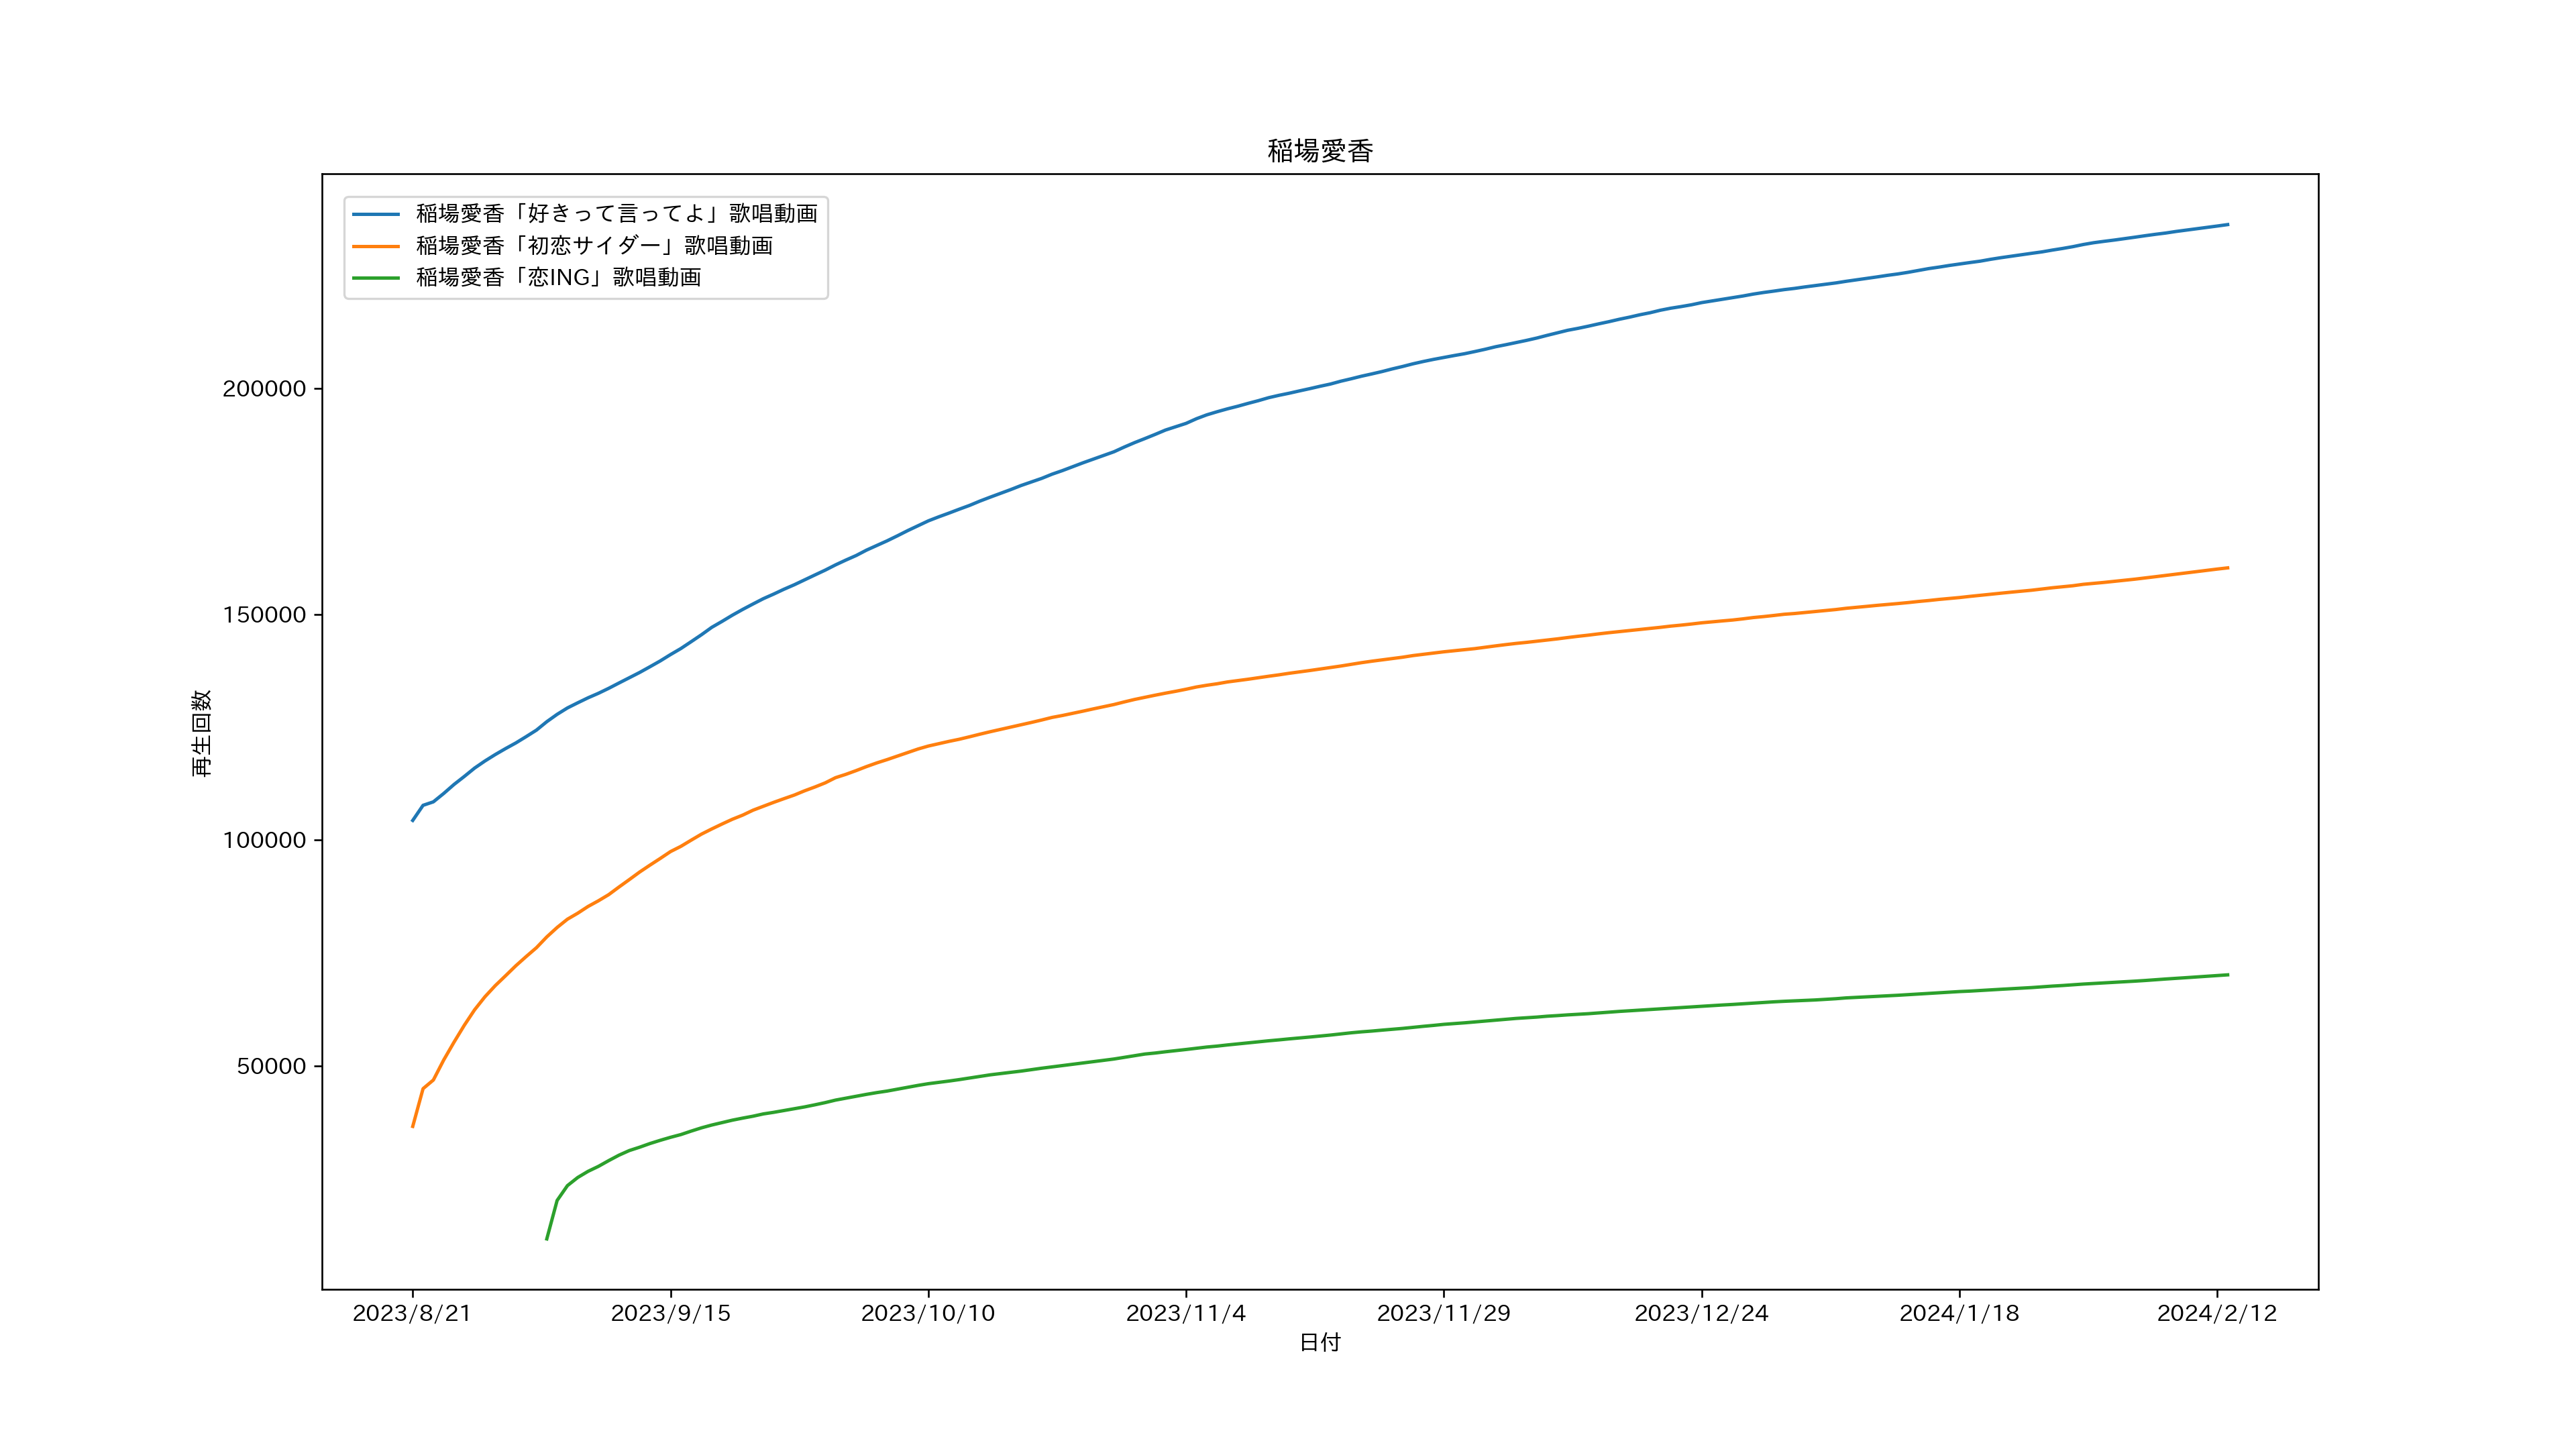 稲場愛香
稲場愛香「好きって言ってよ」歌唱動画
稲場愛香「初恋サイダー」歌唱動画
稲場愛香「恋ING」歌唱動画
200000
150000
100000
50000
再生回数
2023/8/21 2023/9/15 2023/10/10 2023/11/4 2023/11/29 2023/12/24 2024/1/18 2024/2/12
日付